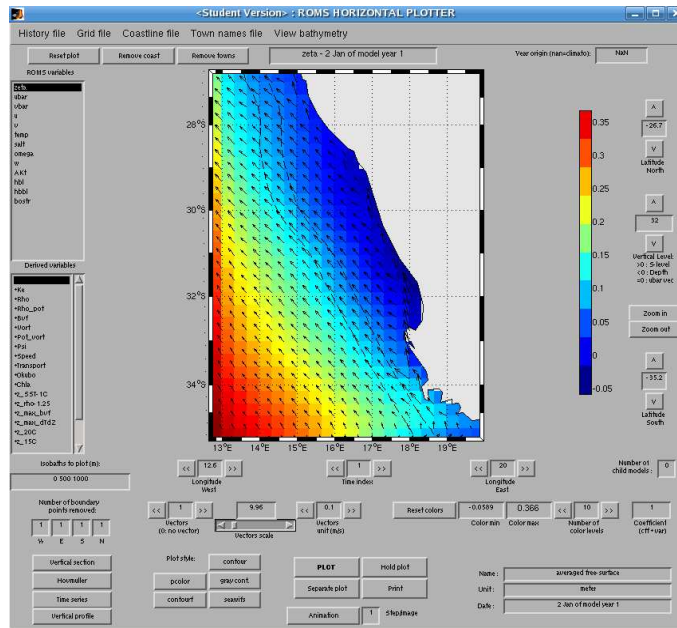 <Student Version> : ROMS HORIZONTAL PLOTTER
History file Grid file Coastline file Town names file View bathymetry
Reset plot Remove coast Remove towns zeta - 2 Jan of model year 1 Year origin (nan=climato): NaN
ROMS variables
zeta
ubar
vbar
u
v
temp
salt
omega
w
AKt
hbl
hbbl
bostr
Derived variables
*Ke
*Rho
*Rho_pot
*Bvf
*Vort
*Pot_vort
*Psi
*Speed
*Transport
*Okubo
*Chla
*z_SST-1C
*z_rho-1.25
*z_max_bvf
*z_max_dtdZ
*z_20C
*z_15C
28°S
30°S
32°S
34°S
13°E 14°E 15°E 16°E 17°E 18°E 19°E
0.35
0.3
0.25
0.2
0.15
0.1
0.05
0
-0.05
^
-26.7
v
Latitude
North
^
32
v
Vertical Level:
>0 : S-level
<0 : Depth
=0 : ubar vec
Zoom in
Zoom out
^
-35.2
v
Latitude
South
Isobaths to plot (m):
0 500 1000
<< 12.6 >>
Longitude
West
<< 1 >>
Time index
<< 20 >>
Longitude
East
Number of
child models : 0
Number of boundary
points removed:
1 1 1 1
W E S N
<< 1 >>
Vectors
(0: no vector)
9.96
Vectors scale
<< 0.1 >>
Vectors
unit (m/s)
Reset colors
-0.0589 0.366
Color min Color max
<< 10 >>
Number of
color levels
1
Coefficient
(cff*var)
Vertical section
Hovmuller
Time series
Vertical profile
Plot style:
contour
pcolor gray cont.
contourf seawifs
PLOT Hold plot
Separate plot Print
Animation 1 Step/image
Name : averaged free-surface
Unit : meter
Date : 2 Jan of model year 1